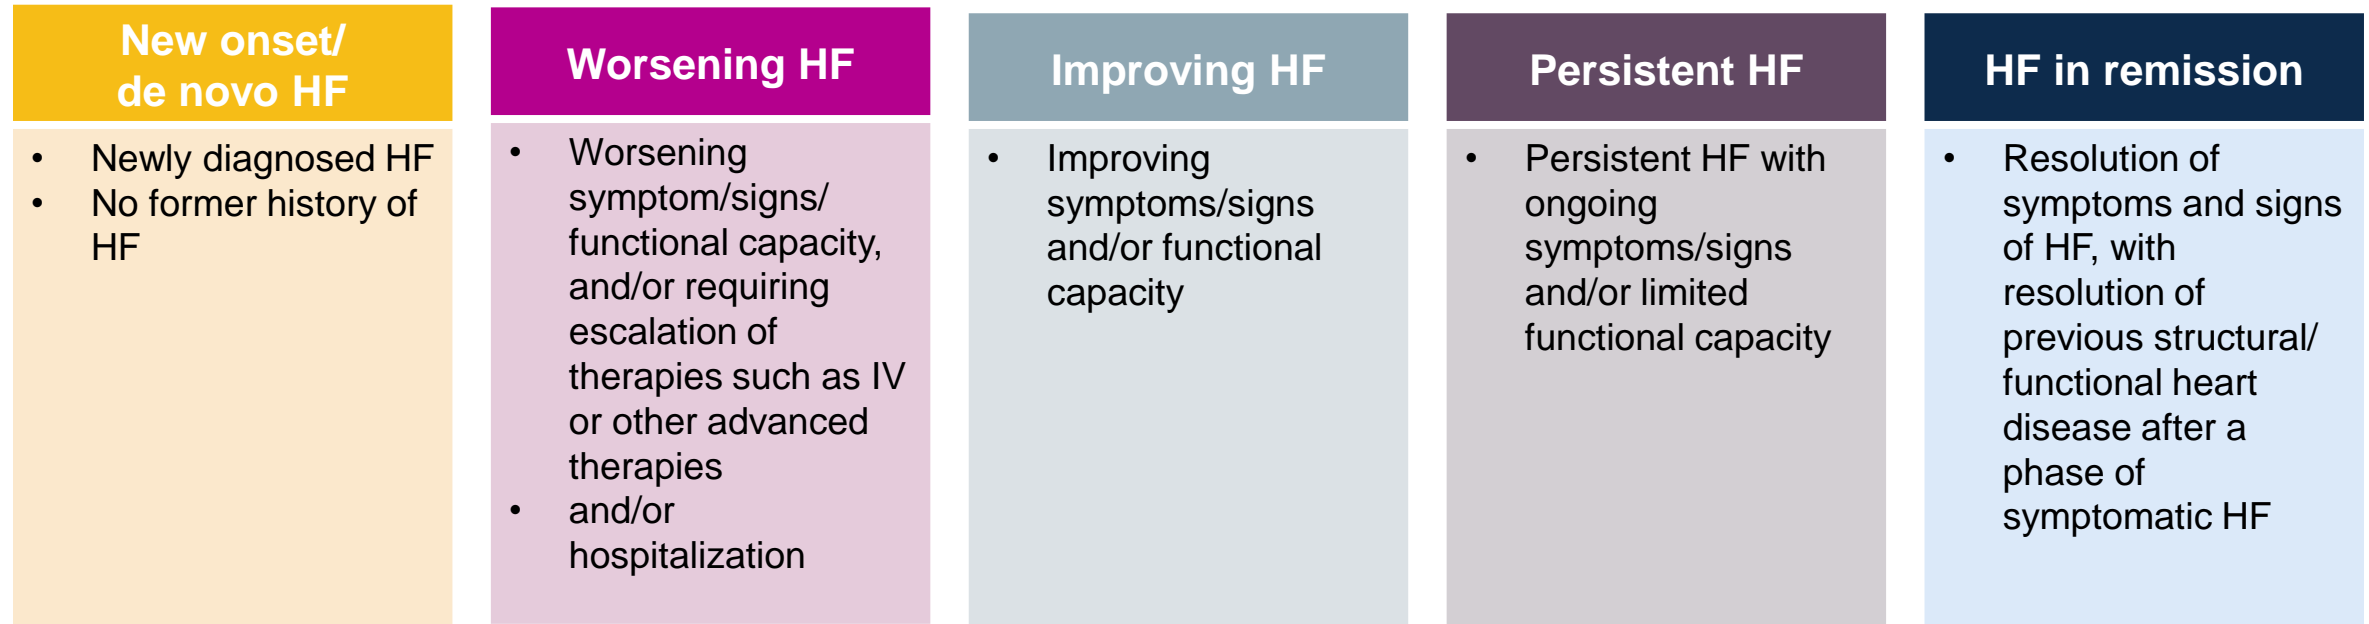 New onset/
de novo HF
• Newly diagnosed HF
• No former history of
HF
Worsening HF
• Worsening
symptom/signs/
functional capacity,
and/or requiring
escalation of
therapies such as IV
or other advanced
therapies
• and/or
hospitalization
Improving HF
• Improving
symptoms/signs
and/or functional
capacity
Persistent HF
• Persistent HF with
ongoing
symptoms/signs
and/or limited
functional capacity
HF in remission
• Resolution of
symptoms and signs
of HF, with
resolution of
previous structural/
functional heart
disease after a
phase of
symptomatic HF